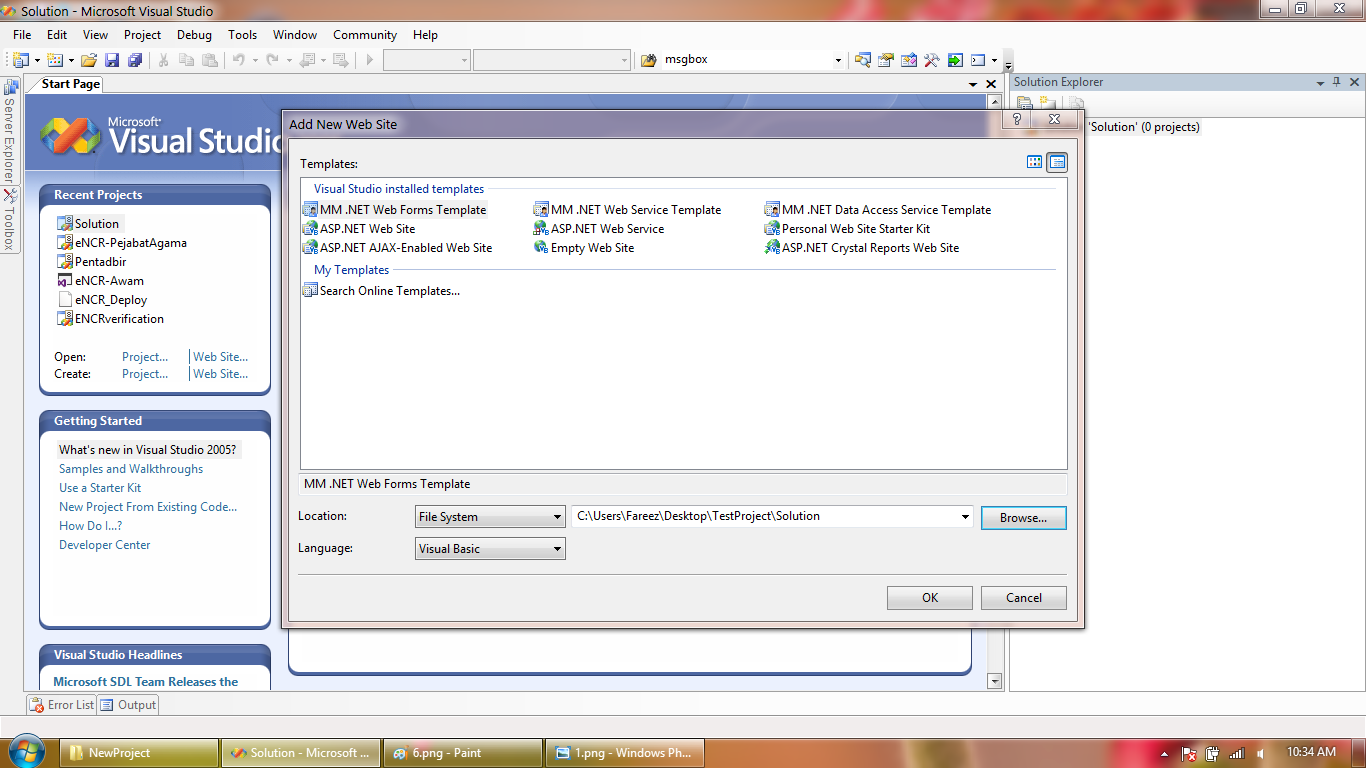 Solution - Microsoft Visual Studio
File Edit View Project Debug Tools Window Community Help
msgbox
Server Explorer
Toolbox
Start Page
Microsoft®
Visual Studio
Recent Projects
Solution
eNCR-PejabatAgama
Pentadbir
eNCR-Awam
eNCR_Deploy
ENCRverification
Open: Project... Web Site...
Create: Project... Web Site...
Getting Started
What's new in Visual Studio 2005?
Samples and Walkthroughs
Use a Starter Kit
New Project From Existing Code...
How Do I...?
Developer Center
Visual Studio Headlines
Microsoft SDL Team Releases the
Add New Web Site
?
Templates:
Visual Studio installed templates
MM .NET Web Forms Template MM .NET Web Service Template MM .NET Data Access Service Template
ASP.NET Web Site ASP.NET Web Service Personal Web Site Starter Kit
ASP.NET AJAX-Enabled Web Site Empty Web Site ASP.NET Crystal Reports Web Site
My Templates
Search Online Templates...
MM .NET Web Forms Template
Location: File System C:\Users\Fareez\Desktop\TestProject\Solution Browse...
Language: Visual Basic
OK Cancel
Solution Explorer
'Solution' (0 projects)
Error List Output
NewProject Solution - Microsoft ... 6.png - Paint 1.png - Windows Ph... 10:34 AM